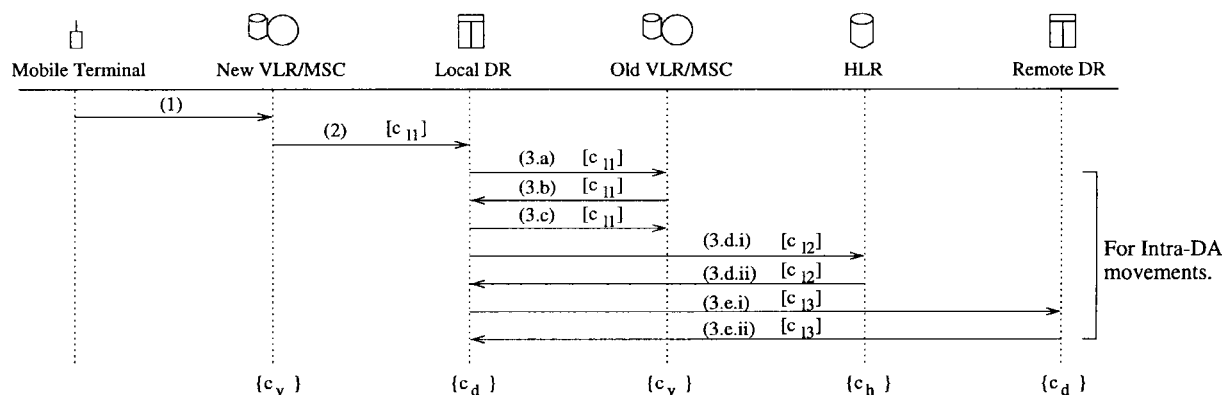 Mobile Terminal New VLR/MSC Local DR Old VLR/MSC HLR Remote DR
(1)
(2) [c l1]
(3.a) [c l1]
(3.b) [c l1]
(3.c) [c l1]
(3.d.i) [c l2]
(3.d.ii) [c l2]
(3.e.i) [c l3]
(3.e.ii) [c l3]
For Intra-DA
movements.
{c v } {c d } {c v } {c h } {c d }